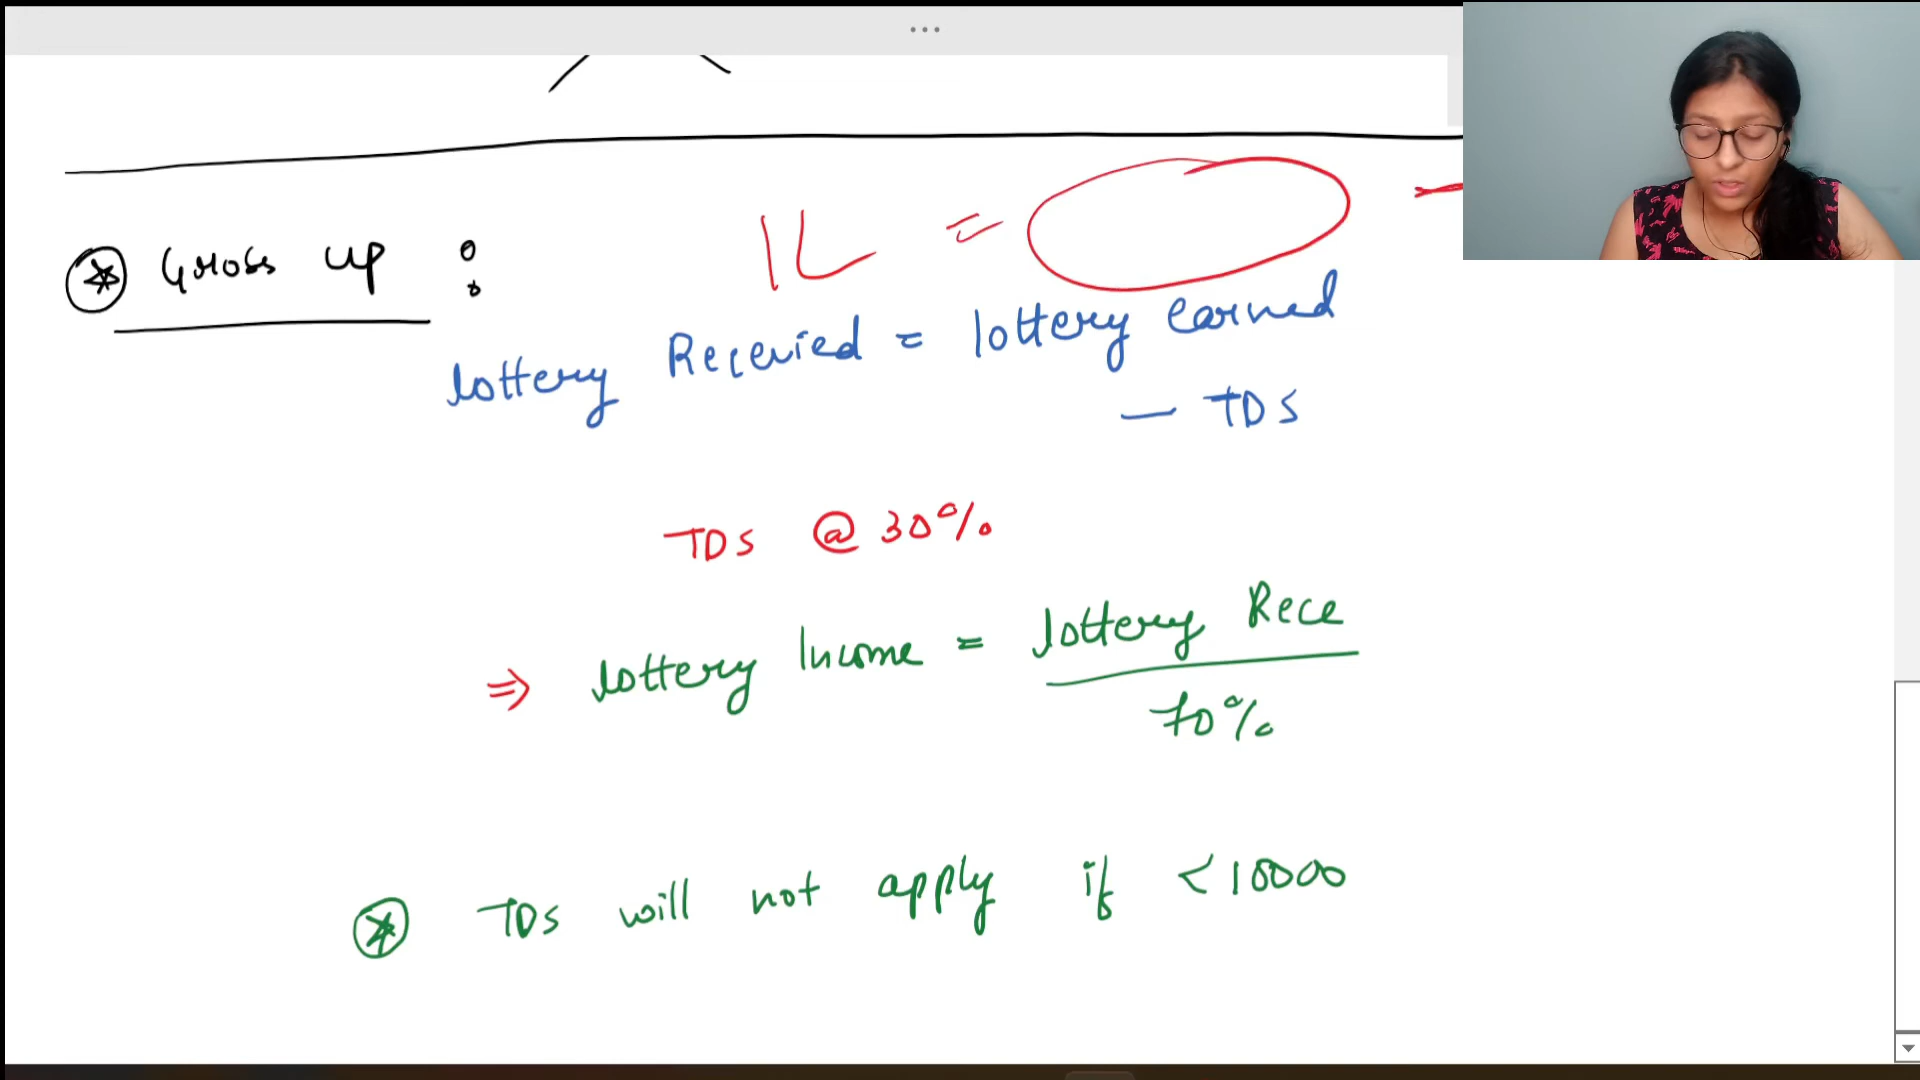 Gross up :
1L =
lottery Recevied = lottery earned
— TDS
TDS @ 30%
⇒ lottery Income = lottery Rece
70%
TDS will not apply if < 10000